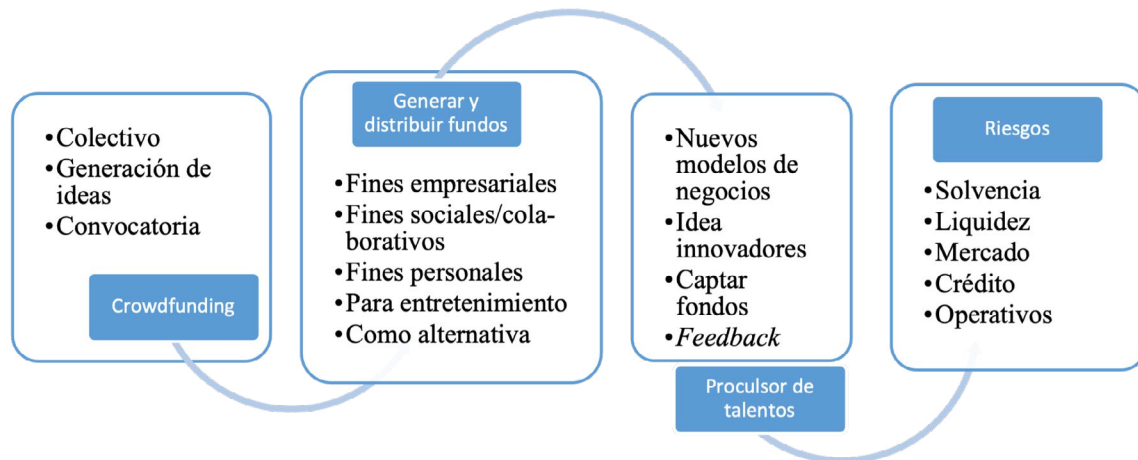 •Colectivo
•Generación de
ideas
•Convocatoria
Crowdfunding
Generar y
distribuir fundos
•Fines empresariales
•Fines sociales/cola-
borativos
•Fines personales
•Para entretenimiento
•Como alternativa
•Nuevos
modelos de
negocios
•Idea
innovadores
•Captar
fondos
•Feedback
Proculsor de
talentos
Riesgos
•Solvencia
•Liquidez
•Mercado
•Crédito
•Operativos